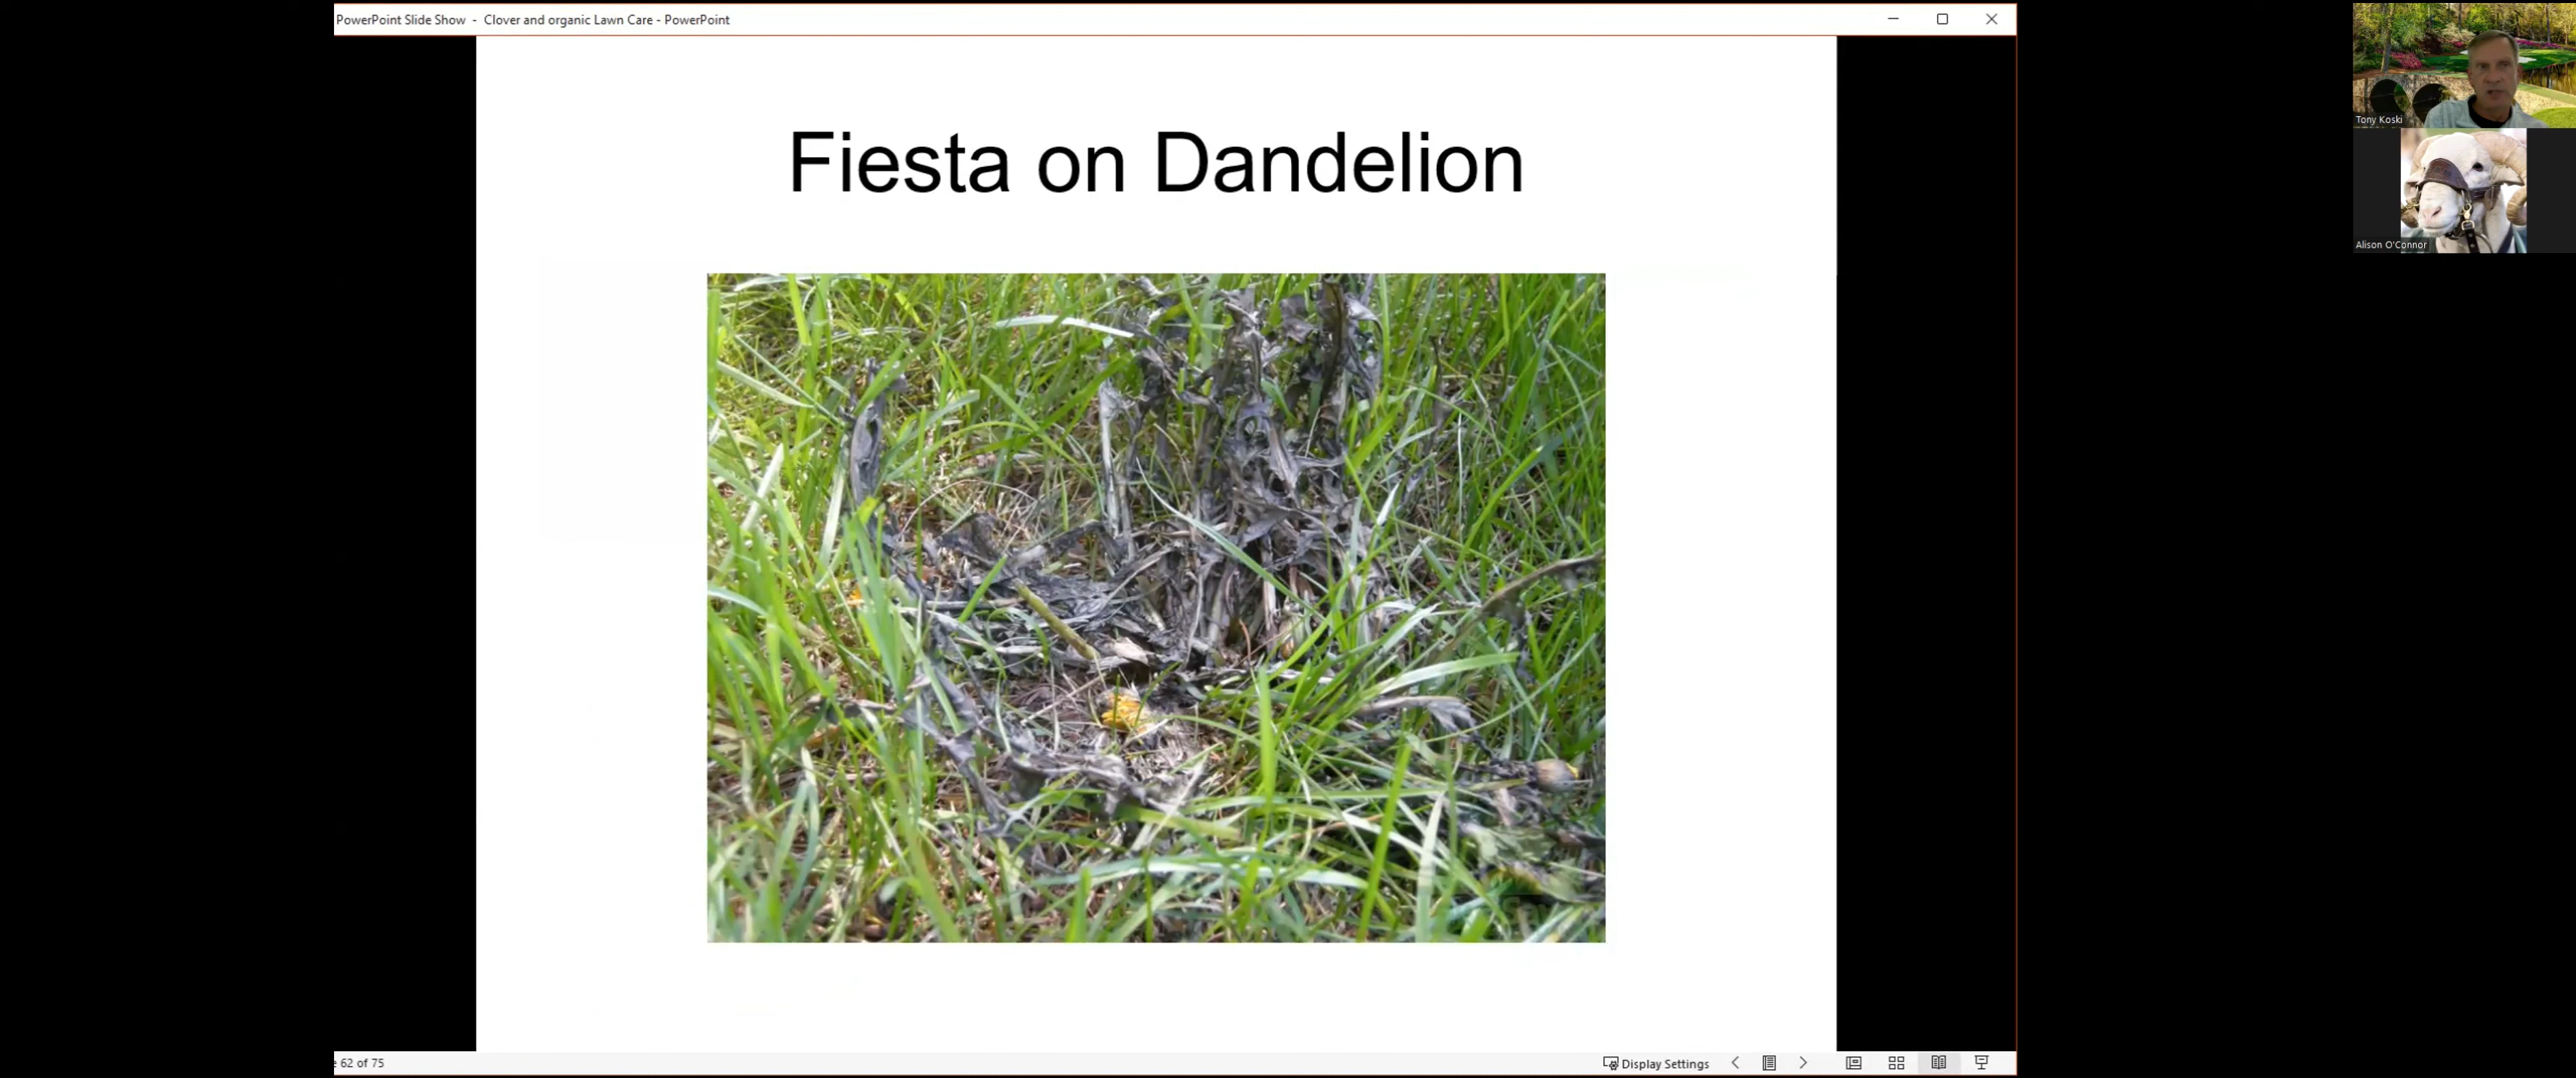 PowerPoint Slide Show - Clover and organic Lawn Care - PowerPoint
Fiesta on Dandelion
Tony Koski
Alison O'Connor
62 of 75
Display Settings